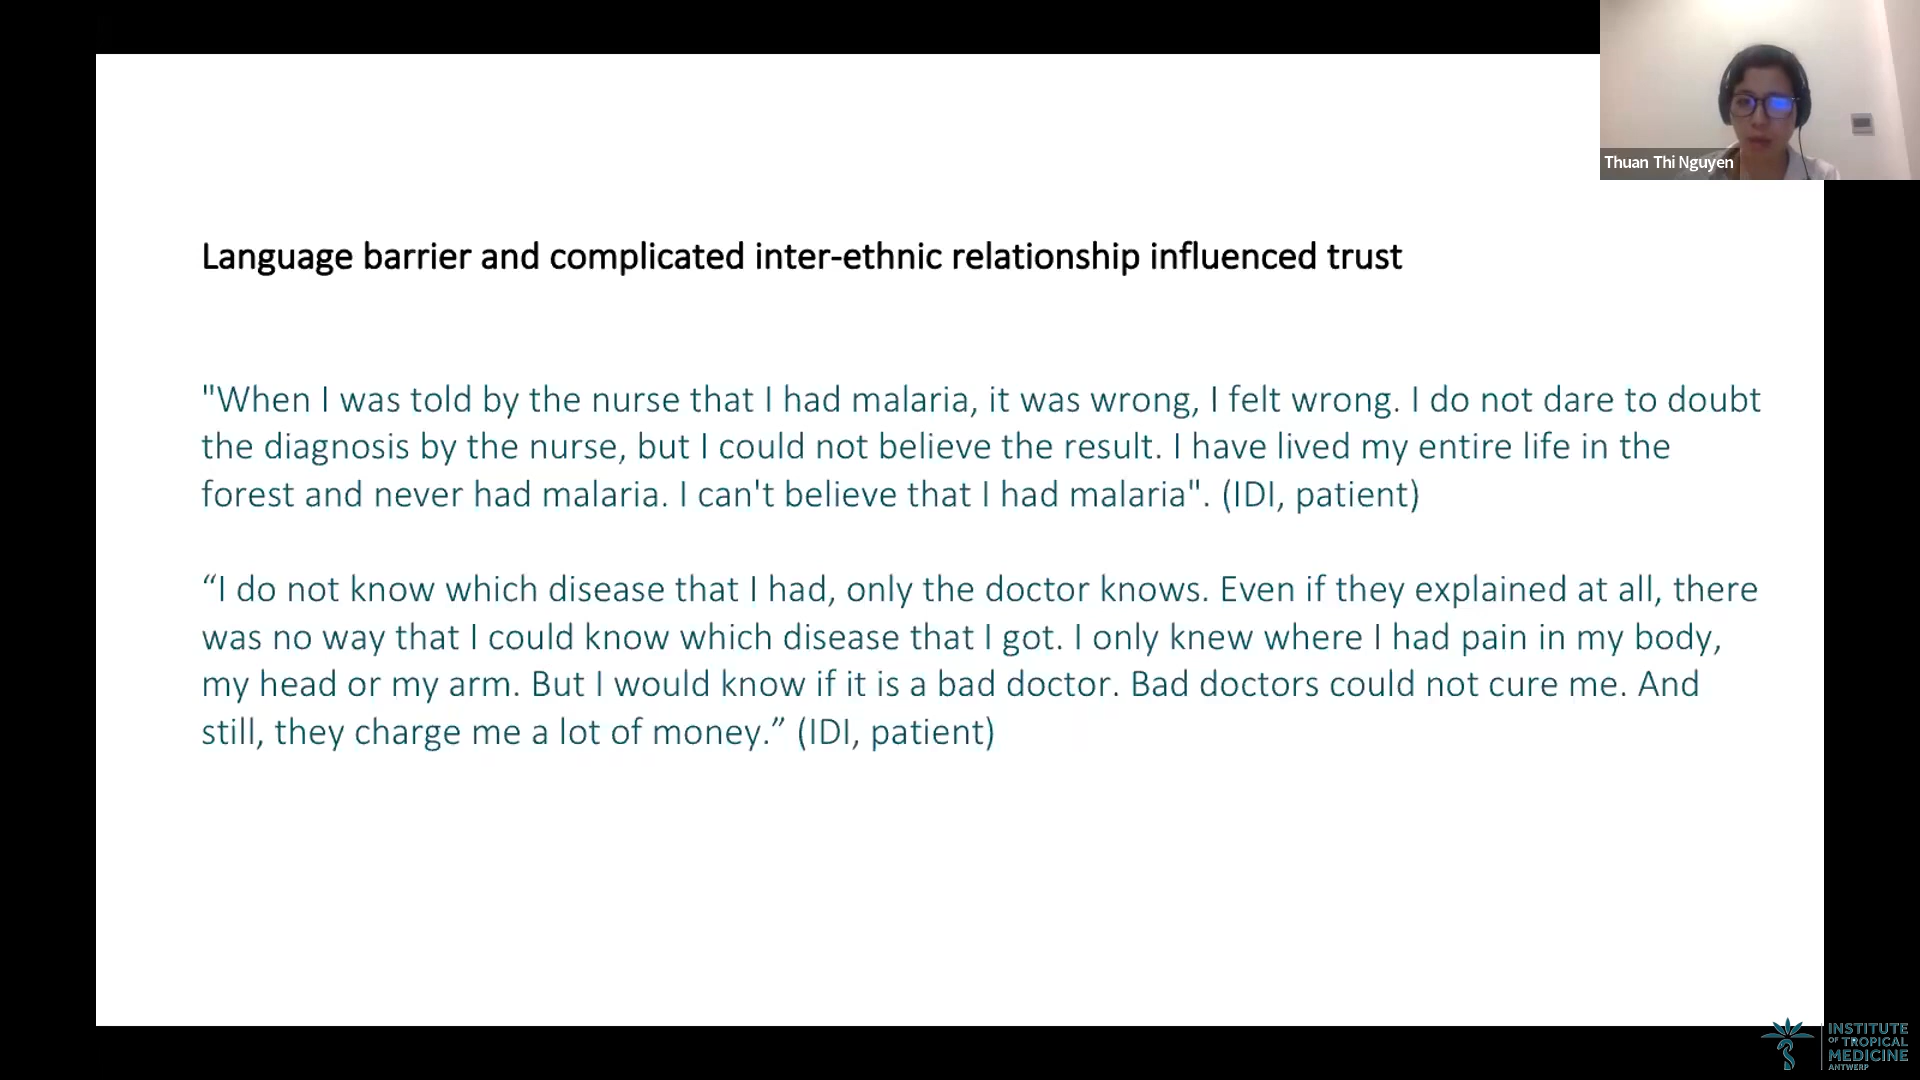 Thuan Thi Nguyen
Language barrier and complicated inter-ethnic relationship influenced trust
"When I was told by the nurse that I had malaria, it was wrong, I felt wrong. I do not dare to doubt
the diagnosis by the nurse, but I could not believe the result. I have lived my entire life in the
forest and never had malaria. I can't believe that I had malaria". (IDI, patient)
“I do not know which disease that I had, only the doctor knows. Even if they explained at all, there
was no way that I could know which disease that I got. I only knew where I had pain in my body,
my head or my arm. But I would know if it is a bad doctor. Bad doctors could not cure me. And
still, they charge me a lot of money.” (IDI, patient)
INSTITUTE
OF TROPICAL
MEDICINE
ANTWERP